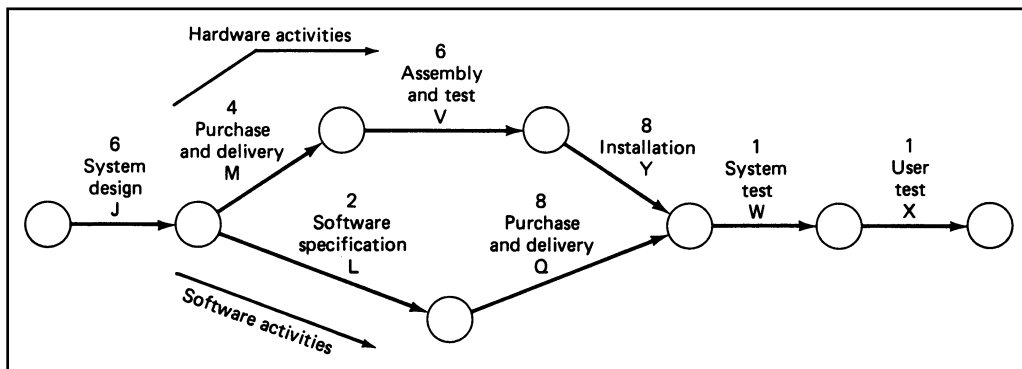 Hardware activities
6
Assembly
and test
V
4
Purchase
and delivery
M
8
Installation
Y
1
System
test
W
1
User
test
X
6
System
design
J
2
Software
specification
L
8
Purchase
and delivery
Q
Software activities